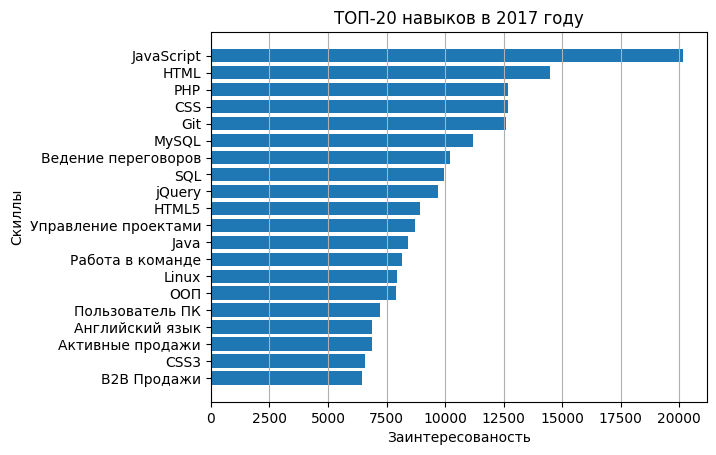 ТОП-20 навыков в 2017 году
JavaScript
HTML
PHP
CSS
Git
MySQL
Ведение переговоров
SQL
jQuery
HTML5
Управление проектами
Java
Работа в команде
Linux
ООП
Пользователь ПК
Английский язык
Активные продажи
CSS3
B2B Продажи
Скиллы
0 2500 5000 7500 10000 12500 15000 17500 20000
Заинтересованость